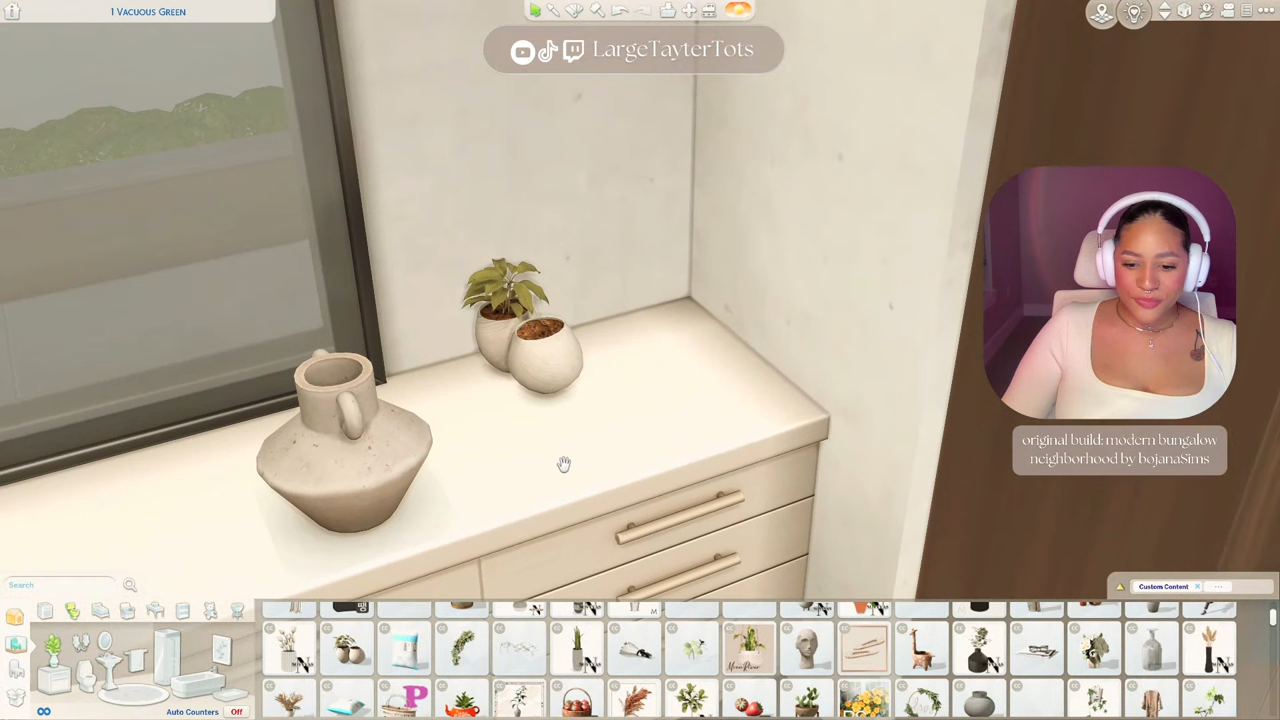 1 Vacuous Green
LargeTayterTots
original build: modern bungalow
neighborhood by bojanaSims
Search
Custom Content
Auto Counters
Off